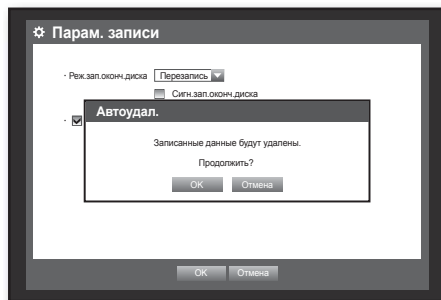 Парам. записи
· Реж.зап.оконч.диска Перезапись
Сигн.зап.оконч.диска
·
Автоудал.
Записанные данные будут удалены.
Продолжить?
OK Отмена
OK Отмена